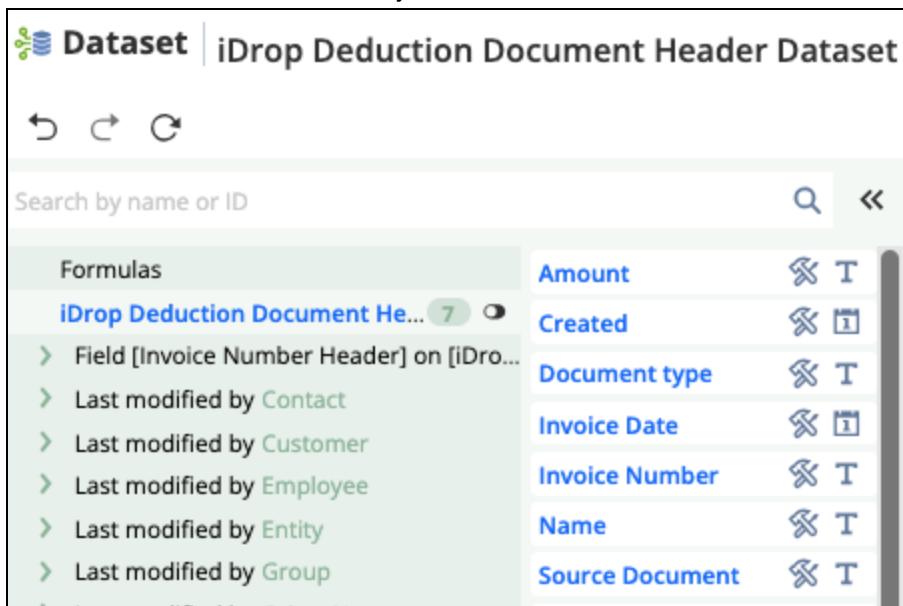 Dataset iDrop Deduction Document Header Dataset
Search by name or ID
Formulas
iDrop Deduction Document He... 7
Field [Invoice Number Header] on [iDro...
Last modified by Contact
Last modified by Customer
Last modified by Employee
Last modified by Entity
Last modified by Group
Amount T
Created 1
Document type T
Invoice Date 1
Invoice Number T
Name T
Source Document T